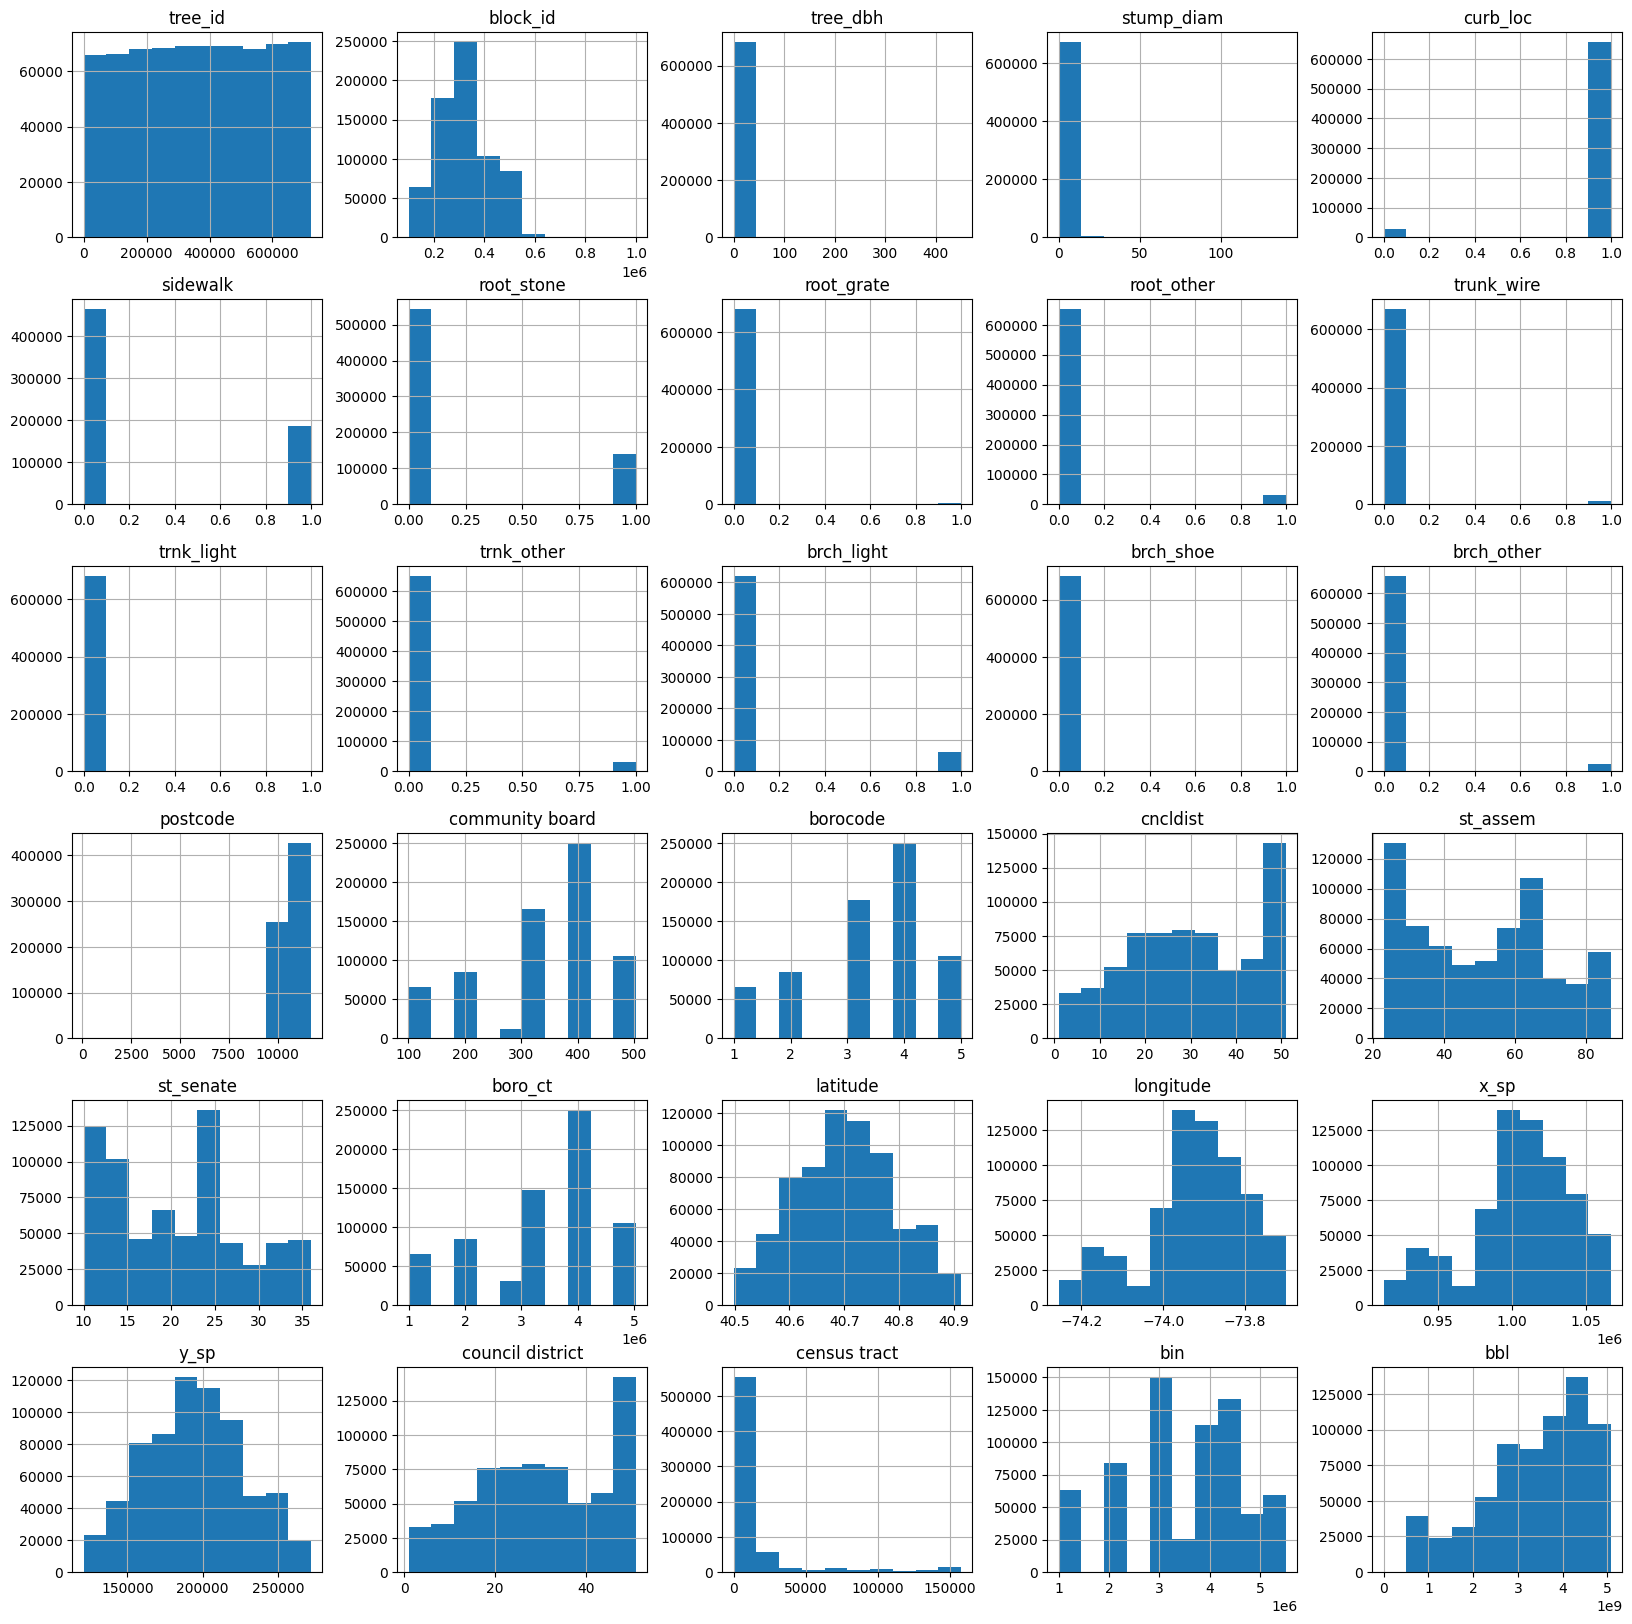 tree_id
60000
40000
20000
0
0 200000 400000 600000
block_id
250000
200000
150000
100000
50000
0
0.2 0.4 0.6 0.8 1.0
1e6
tree_dbh
600000
400000
200000
0
0 100 200 300 400
stump_diam
600000
400000
200000
0
0 50 100
curb_loc
600000
500000
400000
300000
200000
100000
0
0.0 0.2 0.4 0.6 0.8 1.0
sidewalk
400000
300000
200000
100000
0
0.0 0.2 0.4 0.6 0.8 1.0
root_stone
500000
400000
300000
200000
100000
0
0.00 0.25 0.50 0.75 1.00
root_grate
600000
400000
200000
0
0.0 0.2 0.4 0.6 0.8 1.0
root_other
600000
500000
400000
300000
200000
100000
0
0.0 0.2 0.4 0.6 0.8 1.0
trunk_wire
600000
400000
200000
0
0.0 0.2 0.4 0.6 0.8 1.0
trnk_light
600000
400000
200000
0
0.0 0.2 0.4 0.6 0.8 1.0
trnk_other
600000
500000
400000
300000
200000
100000
0
0.00 0.25 0.50 0.75 1.00
brch_light
600000
500000
400000
300000
200000
100000
0
0.0 0.2 0.4 0.6 0.8 1.0
brch_shoe
600000
400000
200000
0
0.0 0.2 0.4 0.6 0.8 1.0
brch_other
600000
500000
400000
300000
200000
100000
0
0.0 0.2 0.4 0.6 0.8 1.0
postcode
400000
300000
200000
100000
0
0 2500 5000 7500 10000
community board
250000
200000
150000
100000
50000
0
100 200 300 400 500
borocode
250000
200000
150000
100000
50000
0
1 2 3 4 5
cncldist
150000
125000
100000
75000
50000
25000
0
0 10 20 30 40 50
st_assem
120000
100000
80000
60000
40000
20000
0
20 40 60 80
st_senate
125000
100000
75000
50000
25000
0
10 15 20 25 30 35
boro_ct
250000
200000
150000
100000
50000
0
1 2 3 4 5
1e6
latitude
120000
100000
80000
60000
40000
20000
0
40.5 40.6 40.7 40.8 40.9
longitude
125000
100000
75000
50000
25000
0
−74.2 −74.0 −73.8
x_sp
125000
100000
75000
50000
25000
0
0.95 1.00 1.05
1e6
y_sp
120000
100000
80000
60000
40000
20000
0
150000 200000 250000
council district
125000
100000
75000
50000
25000
0
0 20 40
census tract
500000
400000
300000
200000
100000
0
0 50000 100000 150000
bin
150000
125000
100000
75000
50000
25000
0
1 2 3 4 5
1e6
bbl
125000
100000
75000
50000
25000
0
0 1 2 3 4 5
1e9